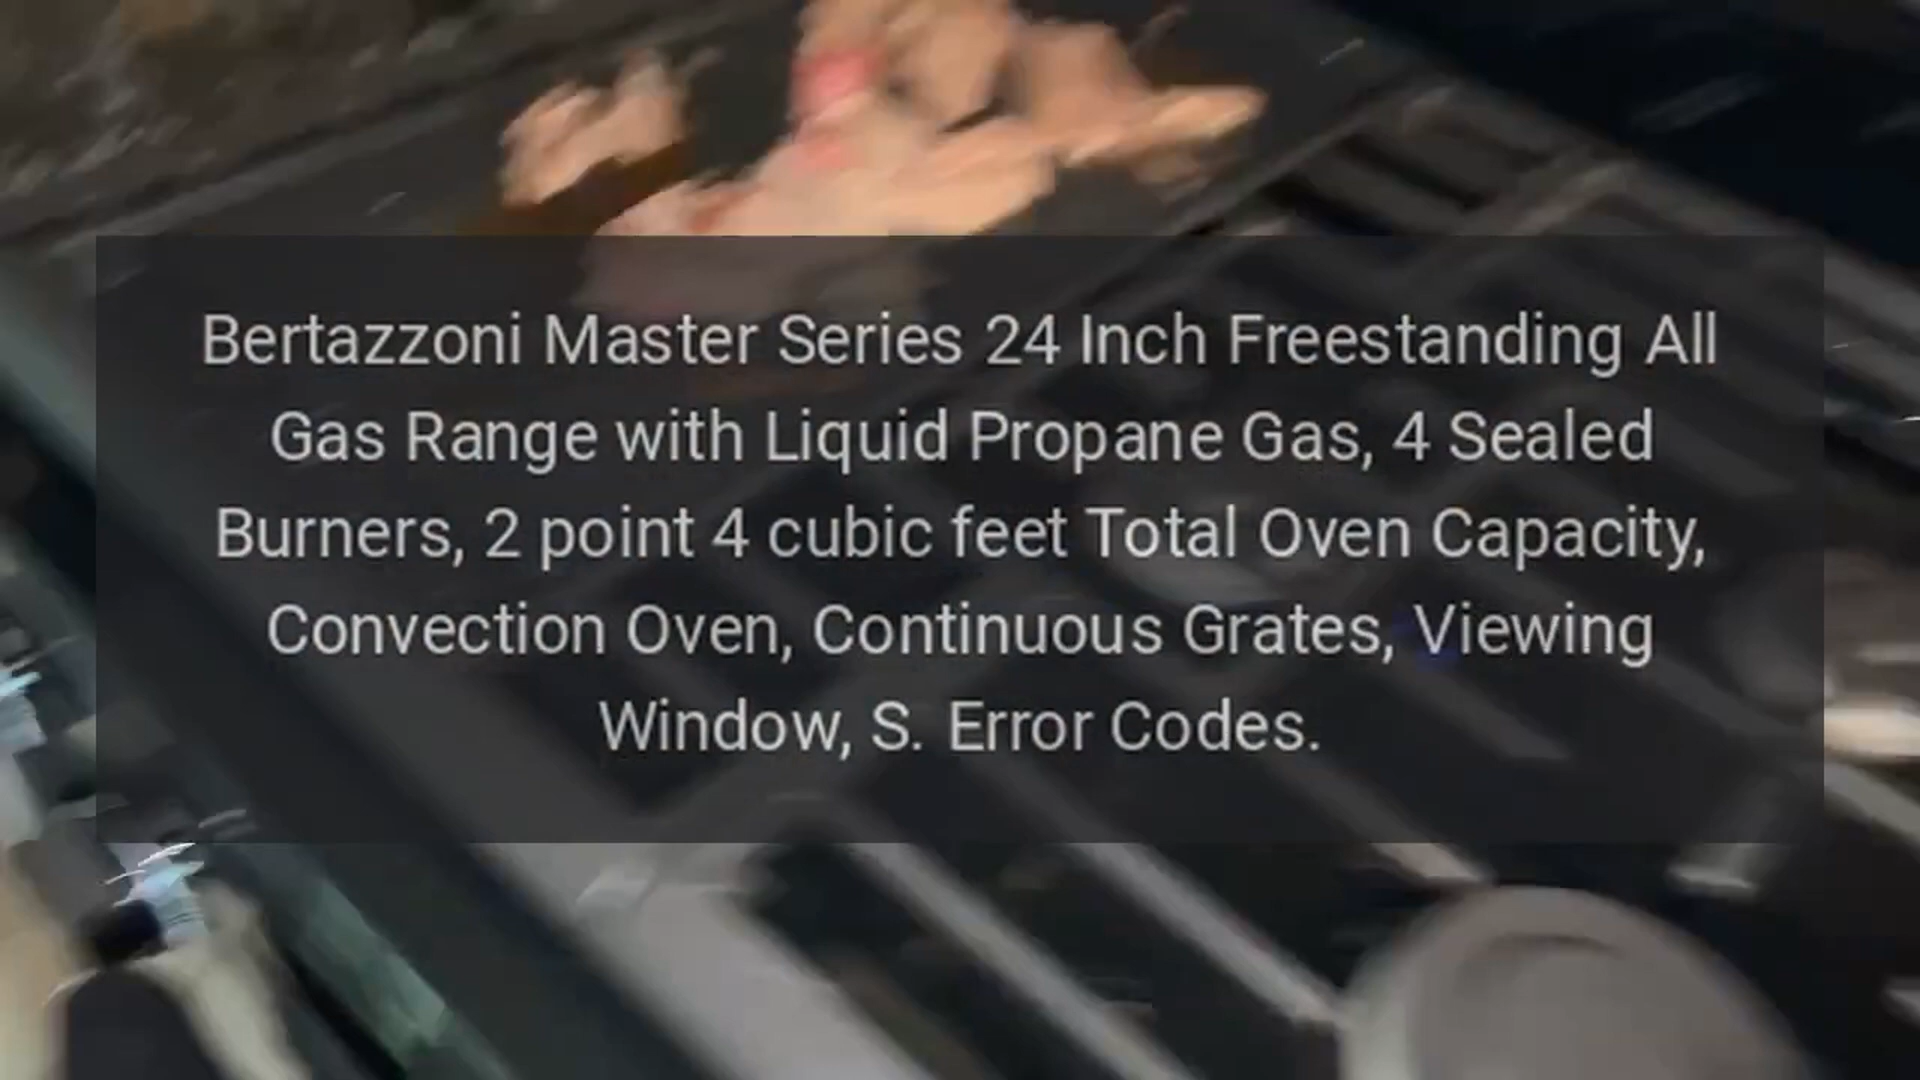 Bertazzoni Master Series 24 Inch Freestanding All
Gas Range with Liquid Propane Gas, 4 Sealed
Burners, 2 point 4 cubic feet Total Oven Capacity,
Convection Oven, Continuous Grates, Viewing
Window, S. Error Codes.